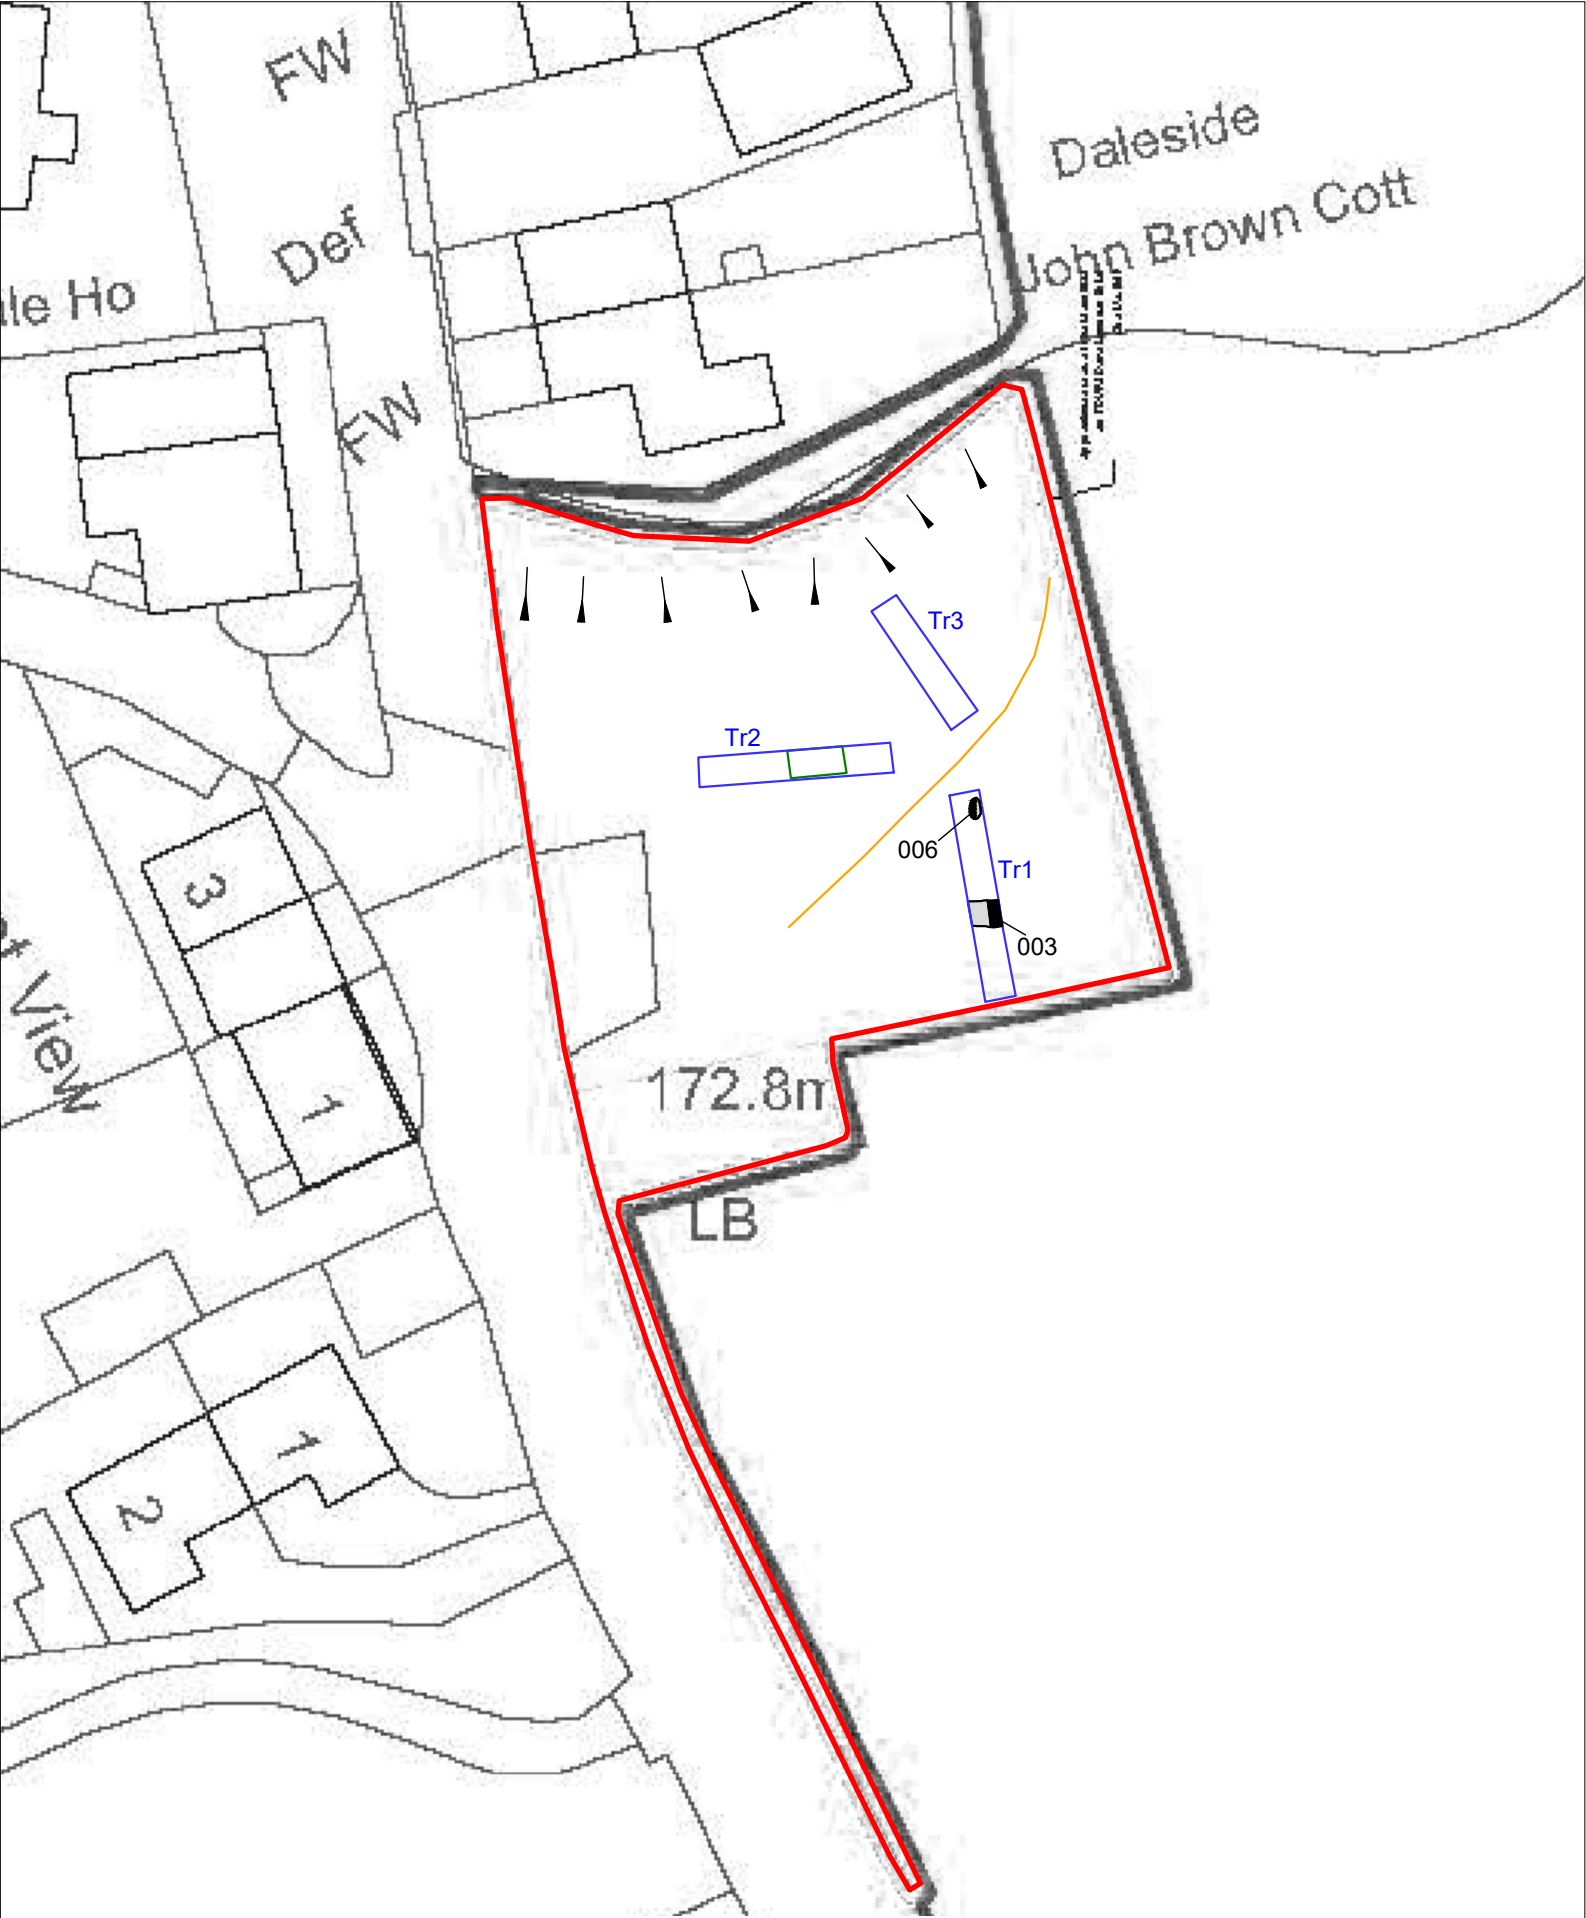 FW
Daleside
John Brown Cott
Def
ale Ho
FW
Tr3
Tr2
006
Tr1
3
003
View
172.8m
1
LB
1
2